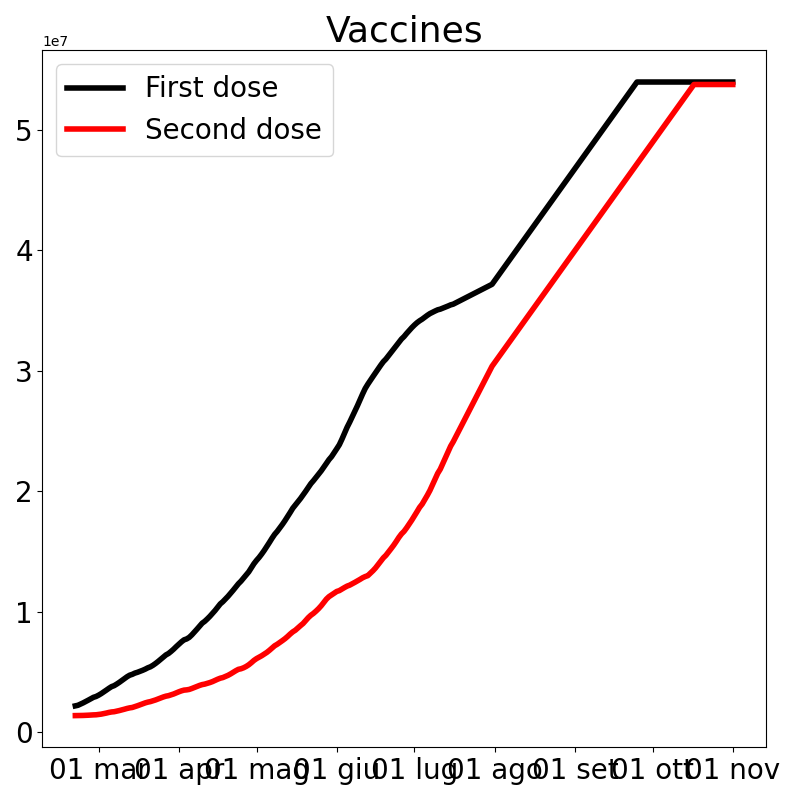 Vaccines
1e7
First dose
Second dose
5
4
3
2
1
0
01 mar 01 apr 01 mag 01 giu 01 lug 01 ago 01 set 01 ott 01 nov